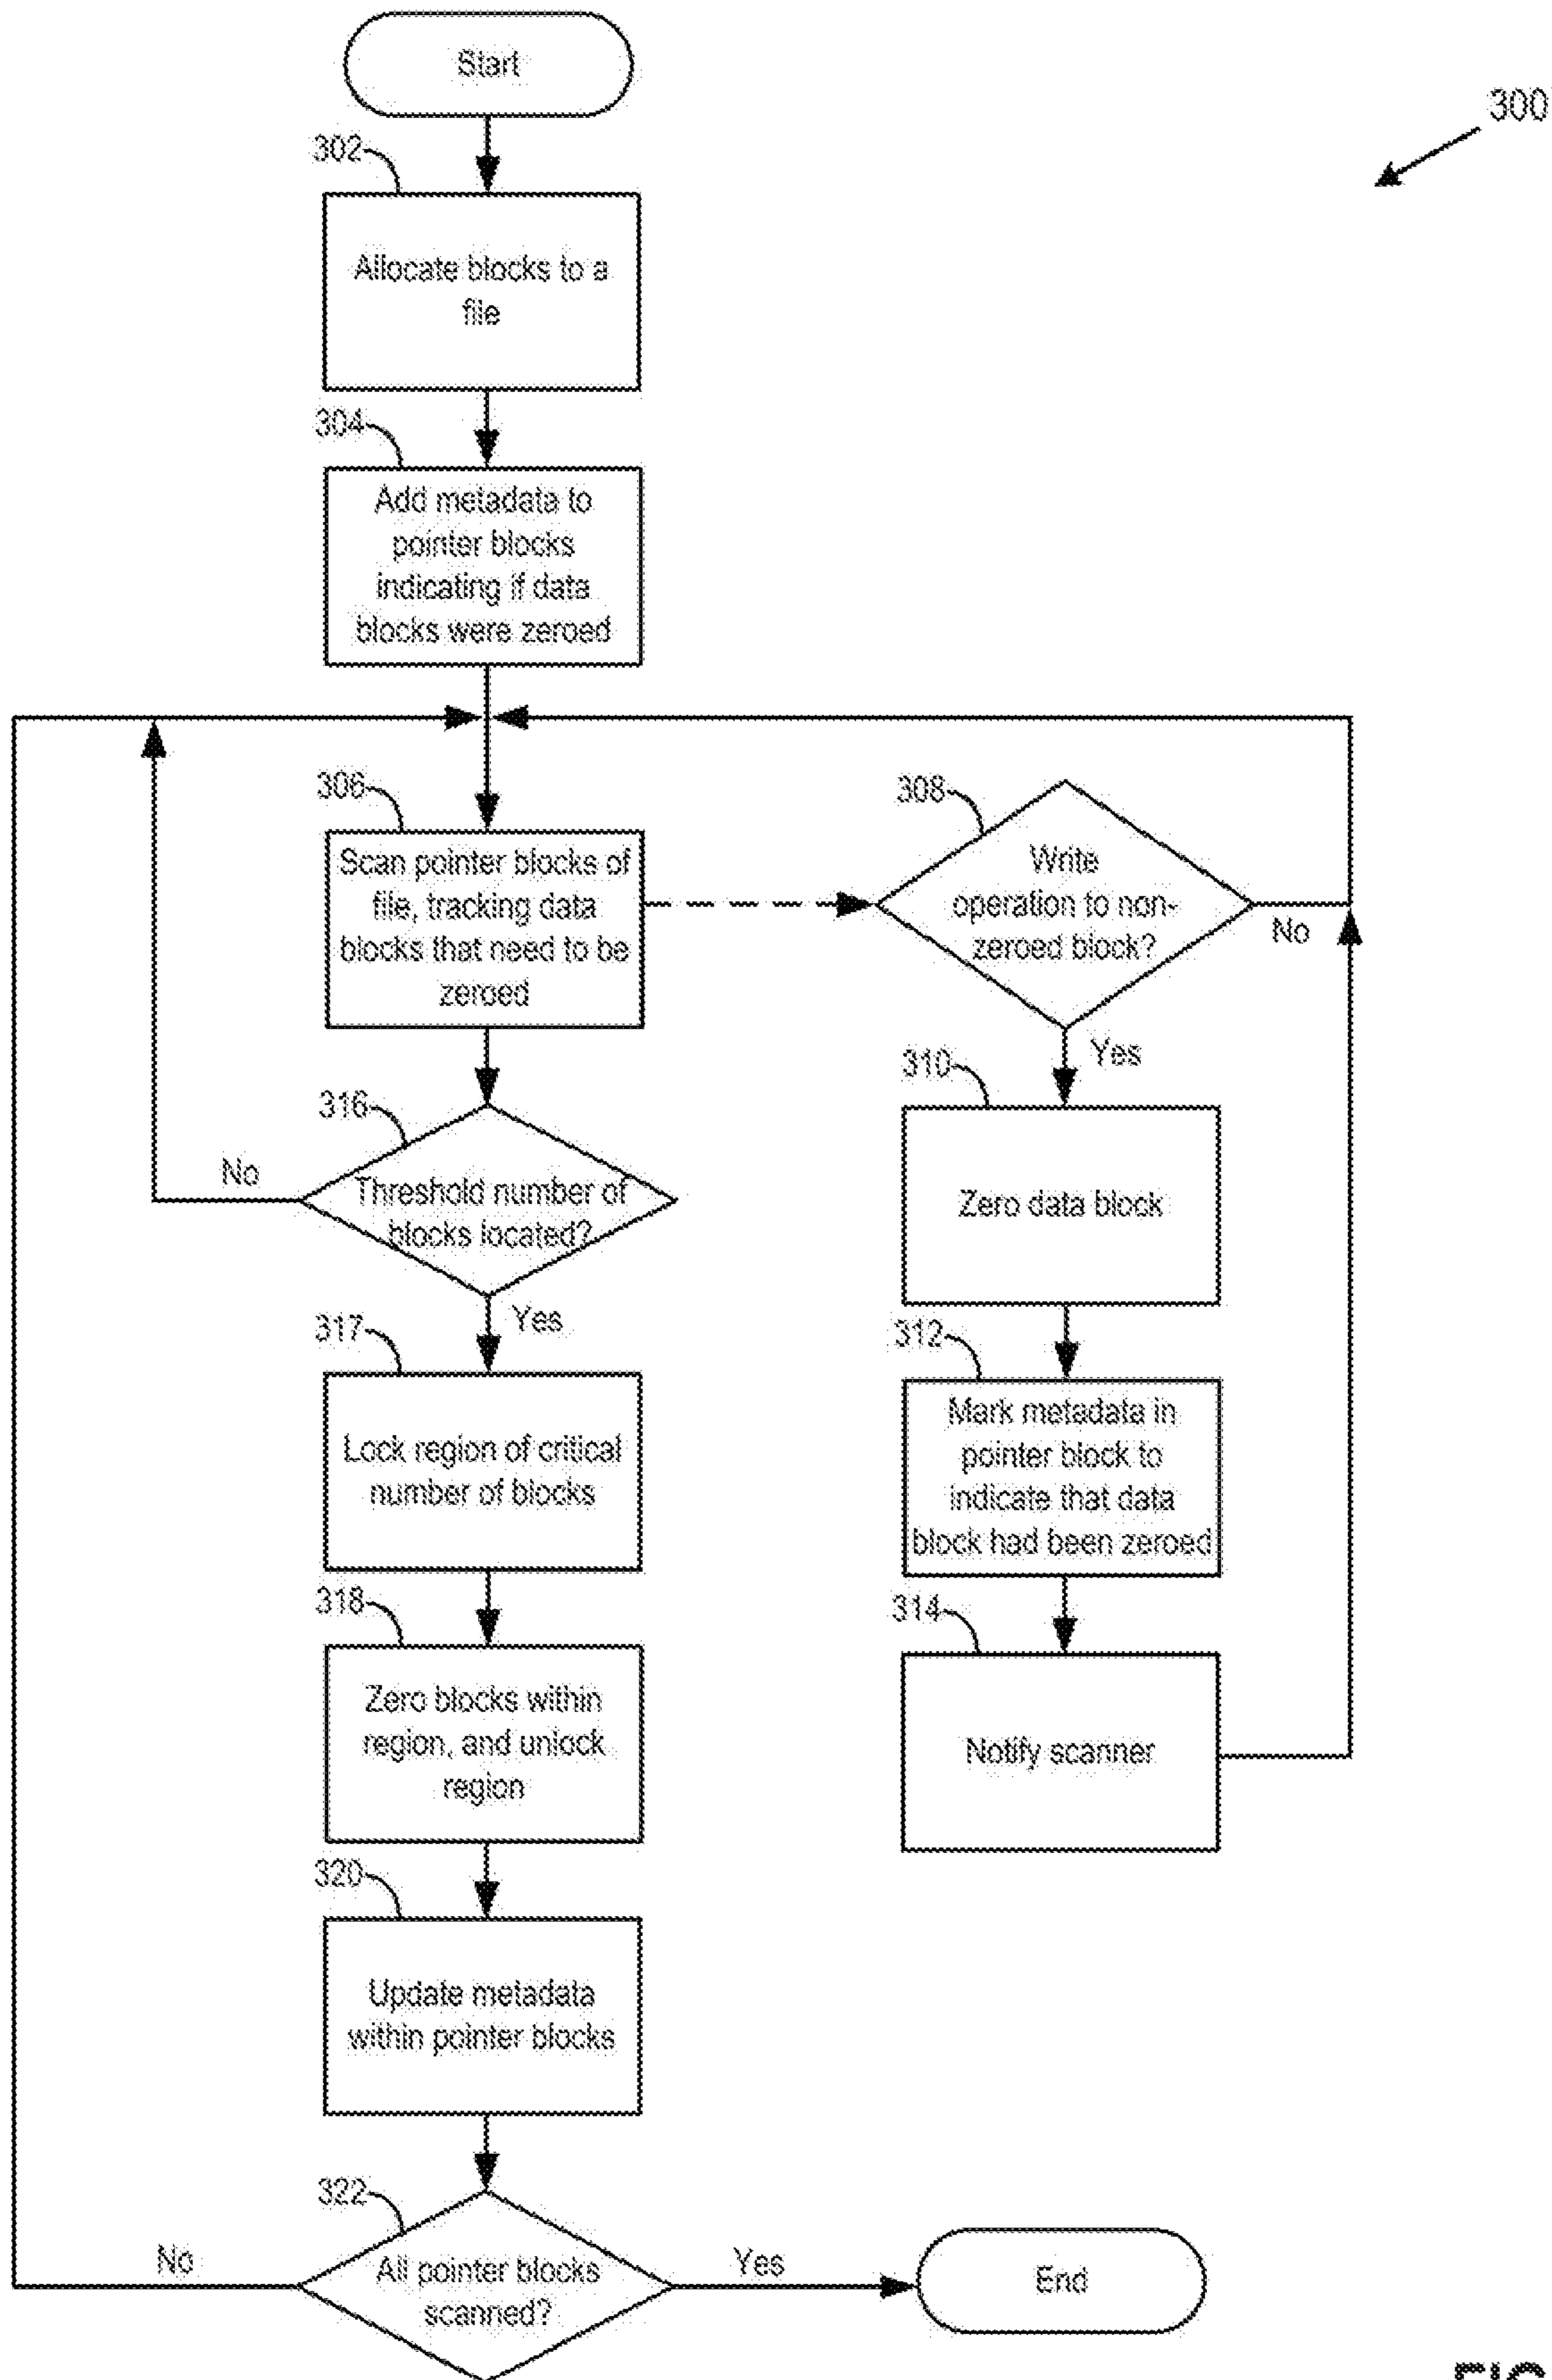 Start
300
302
Allocate blocks to a
file
304
Add metadata to
pointer blocks
indicating if data
blocks were zeroed
306
Scan pointer blocks of
file, tracking data
blocks that need to be
zeroed
308
Write
operation to non-
zeroed block?
No
Yes
310
Zero data block
312
Mark metadata in
pointer block to
indicate that data
block had been zeroed
314
Notify scanner
316
Threshold number of
blocks located?
No
Yes
317
Lock region of critical
number of blocks
318
Zero blocks within
region, and unlock
region
320
Update metadata
within pointer blocks
322
All pointer blocks
scanned?
No
Yes
End